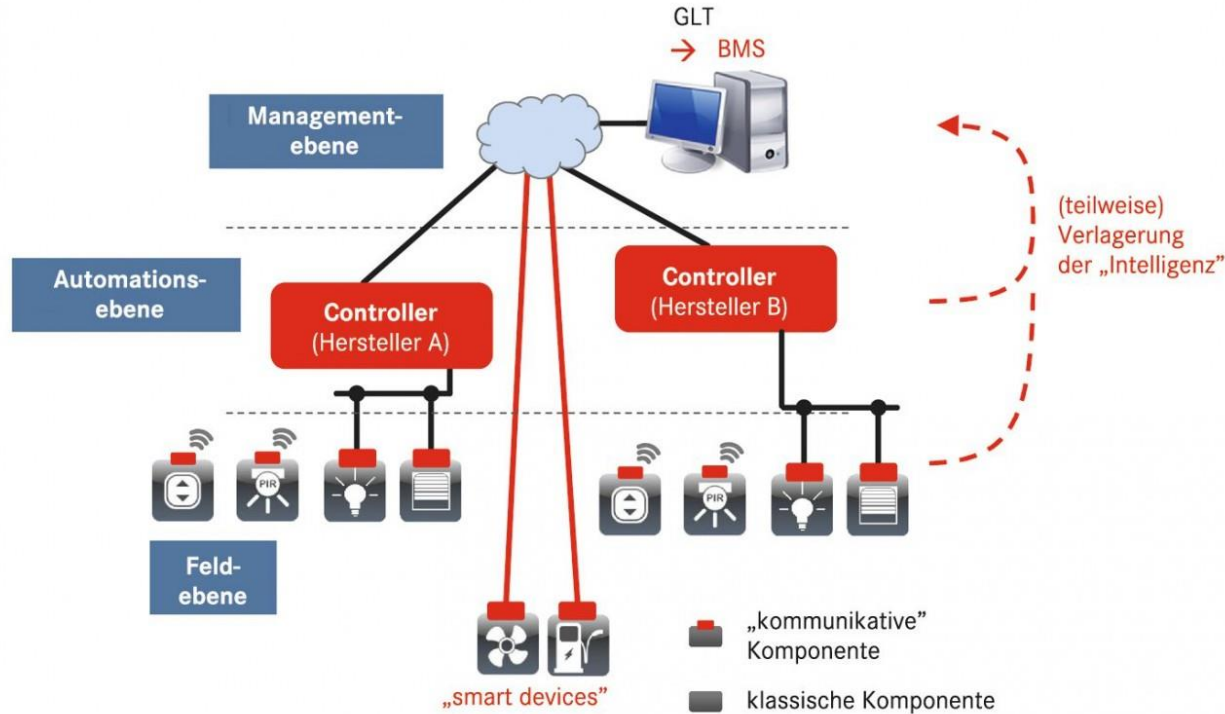 GLT
→ BMS
Management-
ebene
(teilweise)
Verlagerung
der „Intelligenz”
Automations-
ebene
Controller
(Hersteller A)
Controller
(Hersteller B)
PIR
PIR
Feld-
ebene
„smart devices”
„kommunikative”
Komponente
klassische Komponente